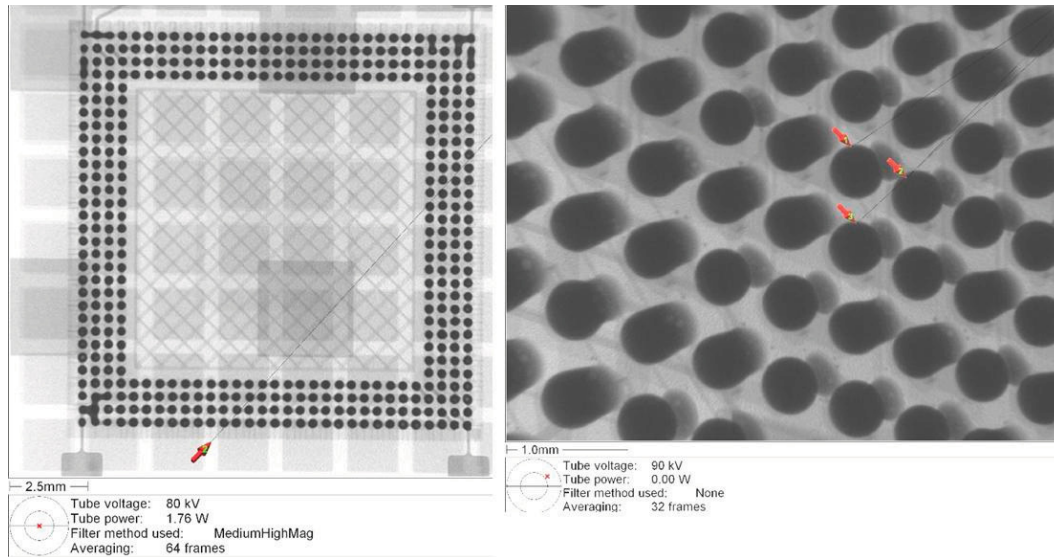 2.5mm
Tube voltage: 80 kV
Tube power: 1.76 W
Filter method used: MediumHighMag
Averaging: 64 frames
1.0mm
Tube voltage: 90 kV
Tube power: 0.00 W
Filter method used: None
Averaging: 32 frames